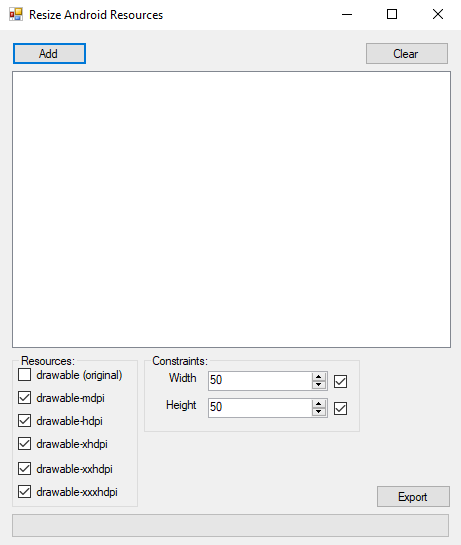 Resize Android Resources
Add
Clear
Resources:
drawable (original)
drawable-mdpi
drawable-hdpi
drawable-xhdpi
drawable-xxhdpi
drawable-xxxhdpi
Constraints:
Width 50
Height 50
Export